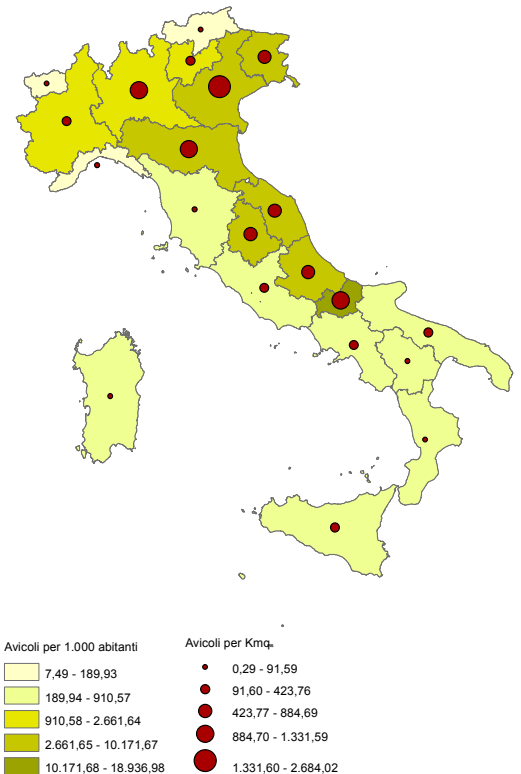 Avicoli per 1.000 abitanti
7,49 - 189,93
189,94 - 910,57
910,58 - 2.661,64
2.661,65 - 10.171,67
10.171,68 - 18.936,98
Avicoli per Kmq
0,29 - 91,59
91,60 - 423,76
423,77 - 884,69
884,70 - 1.331,59
1.331,60 - 2.684,02